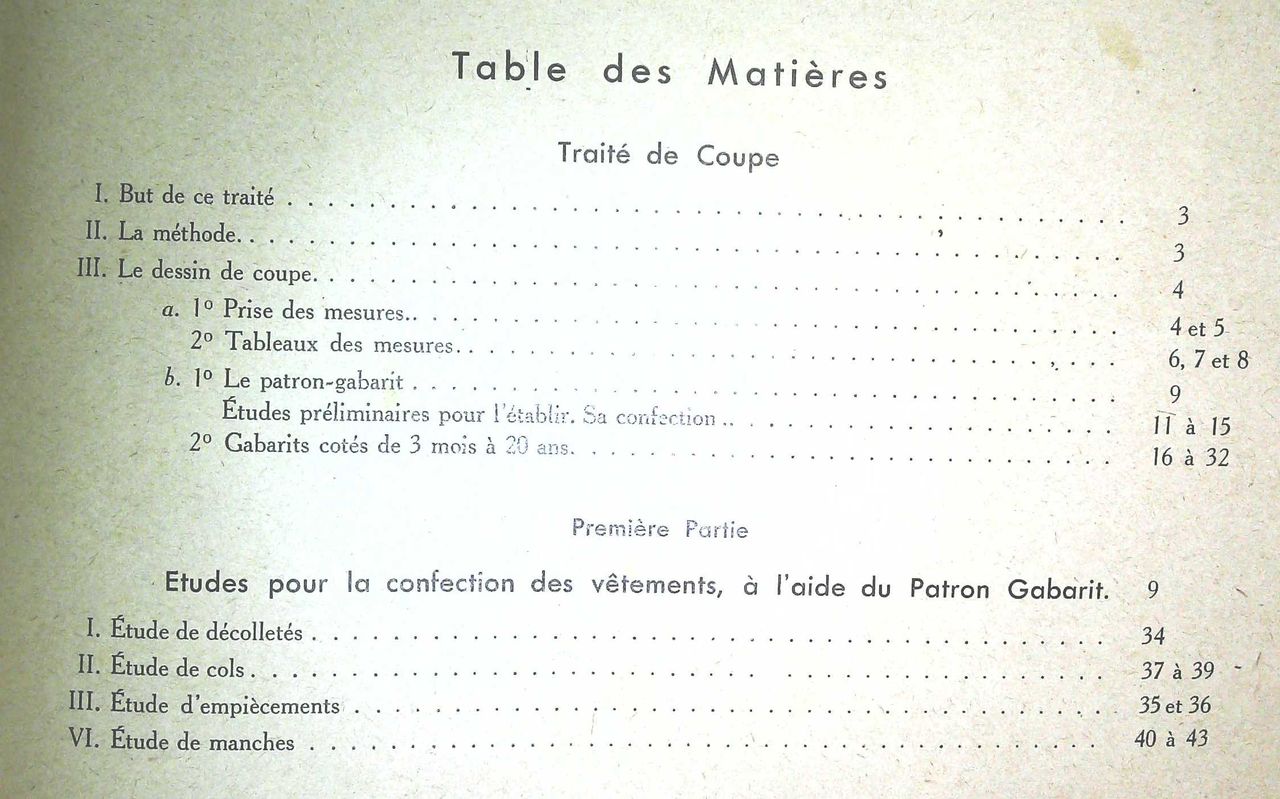 Table des Matières
Traité de Coupe
I. But de ce traité . . . . . . . . . . . . . . . . . . . . 3
II. La méthode. . . . . . . . . . . . . . . . . . . . . 3
III. Le dessin de coupe. . . . . . . . . . . . . . . . . . . . 4
a. 1º Prise des mesures.. . . . . . . . . . . . . . . . . . 4 et 5
2º Tableaux des mesures. . . . . . . . . . . . . . . . . 6, 7 et 8
b. 1º Le patron-gabarit . . . . . . . . . . . . . . . . . . 9
Études préliminaires pour l'établir. Sa confection .. . . . . . . . . . 11 à 15
2º Gabarits cotés de 3 mois à 20 ans. . . . . . . . . . . . . . 16 à 32
Première Partie
Etudes pour la confection des vêtements, à l'aide du Patron Gabarit. 9
I. Étude de décolletés . . . . . . . . . . . . . . . . . . . 34
II. Étude de cols . . . . . . . . . . . . . . . . . . . . 37 à 39
III. Étude d'empiècements . . . . . . . . . . . . . . . . . . 35 et 36
VI. Étude de manches . . . . . . . . . . . . . . . . . . . 40 à 43